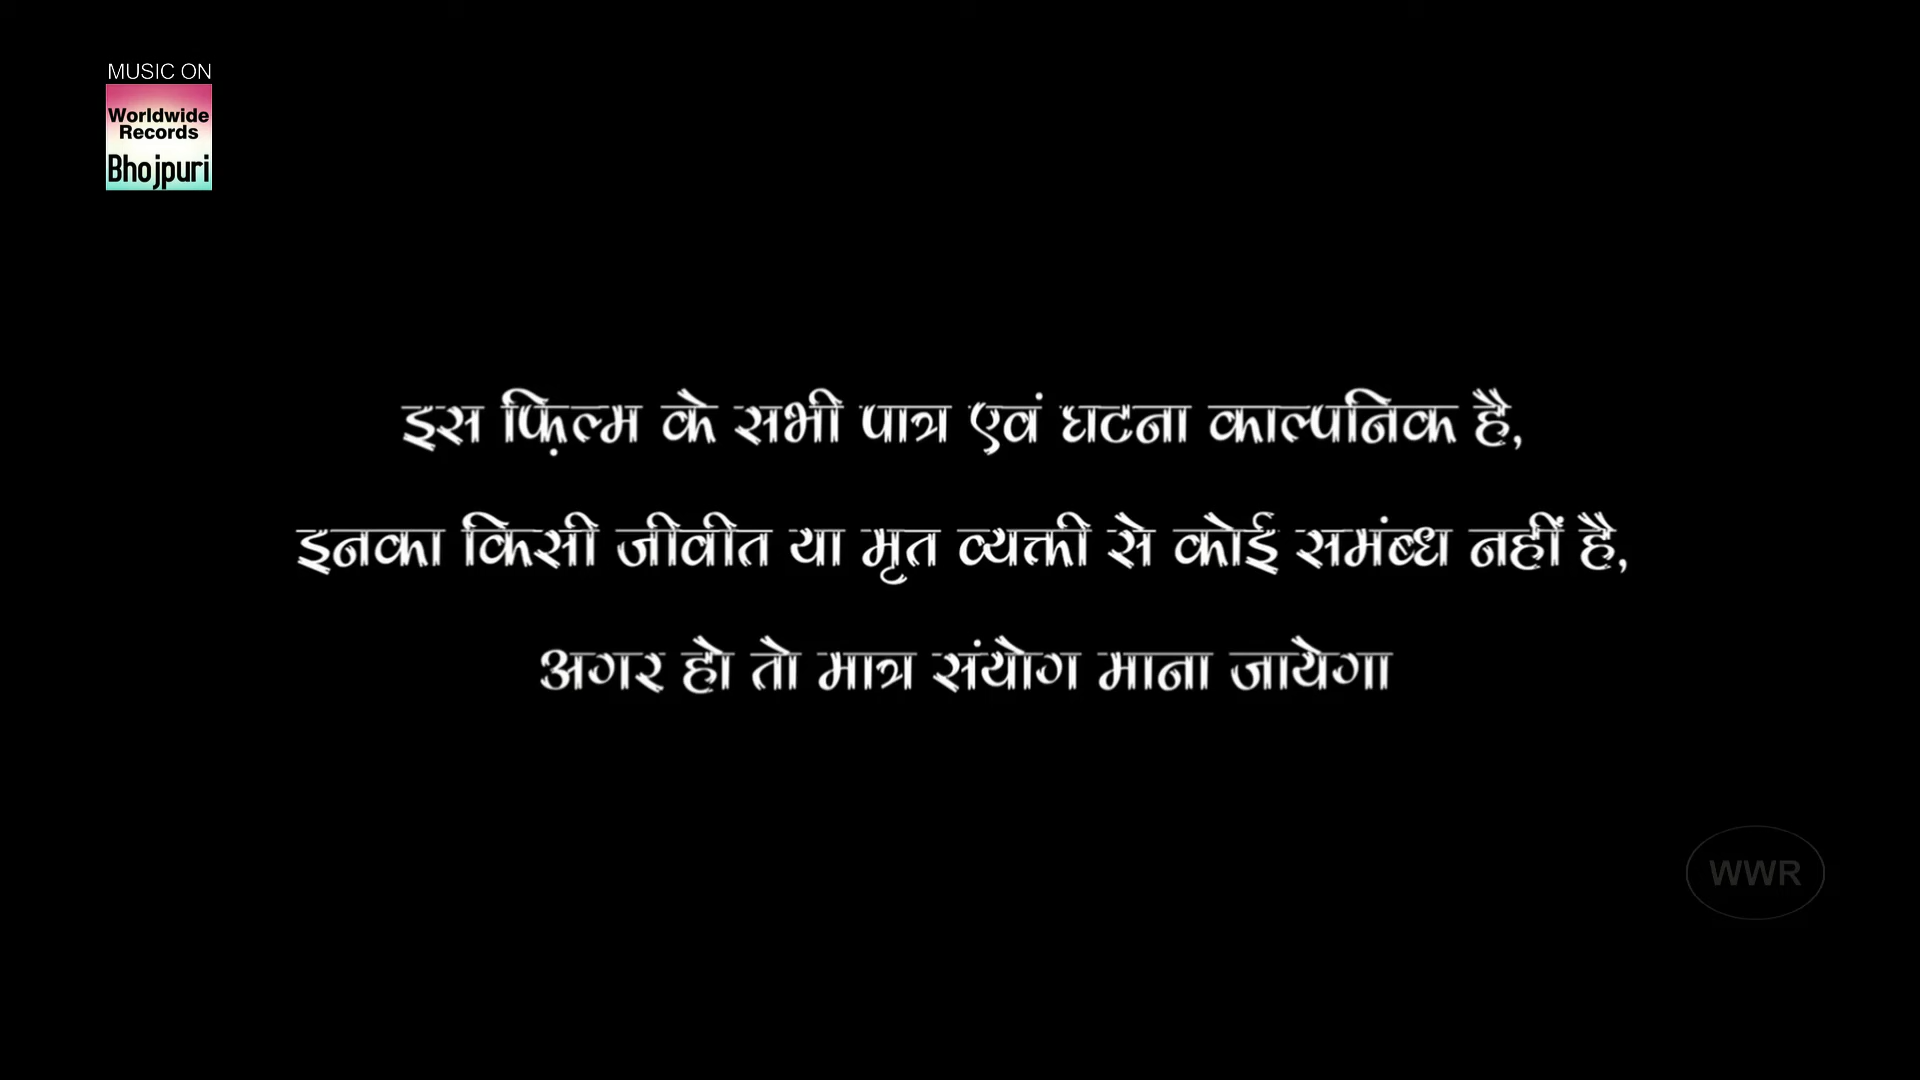 MUSIC ON
Worldwide
Records
Bhojpuri
इस फ़िल्म के सभी पात्र एवं घटना काल्पनिक है,
इनका किसी जीवीत या मृत व्यक्ती से कोई समंब्ध नहीं है,
अगर हो तो मात्र संयोग माना जायेगा
WWR